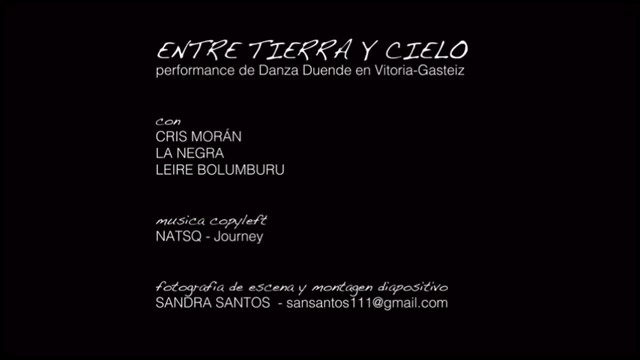 ENTRE TIERRA Y CIELO
performance de Danza Duende en Vitoria-Gasteiz
con
CRIS MORÁN
LA NEGRA
LEIRE BOLUMBURU
musica copyleft
NATSQ - Journey
fotografia de escena y montagen diapositivo
SANDRA SANTOS - sansantos111@gmail.com